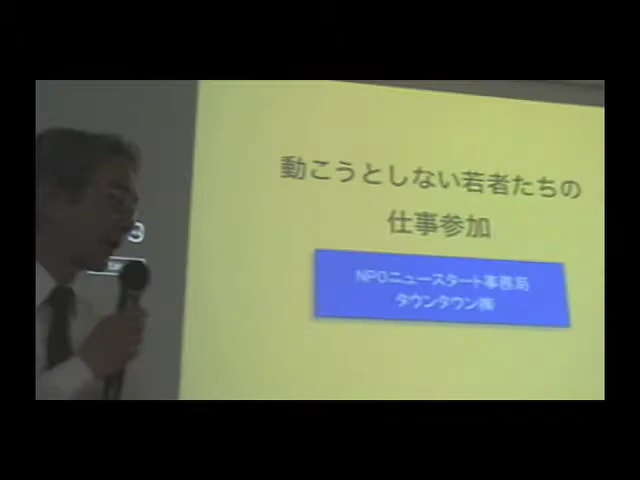 動こうとしない若者たちの
仕事参加
NPOニュースタート事務局
タウンタウン㈱